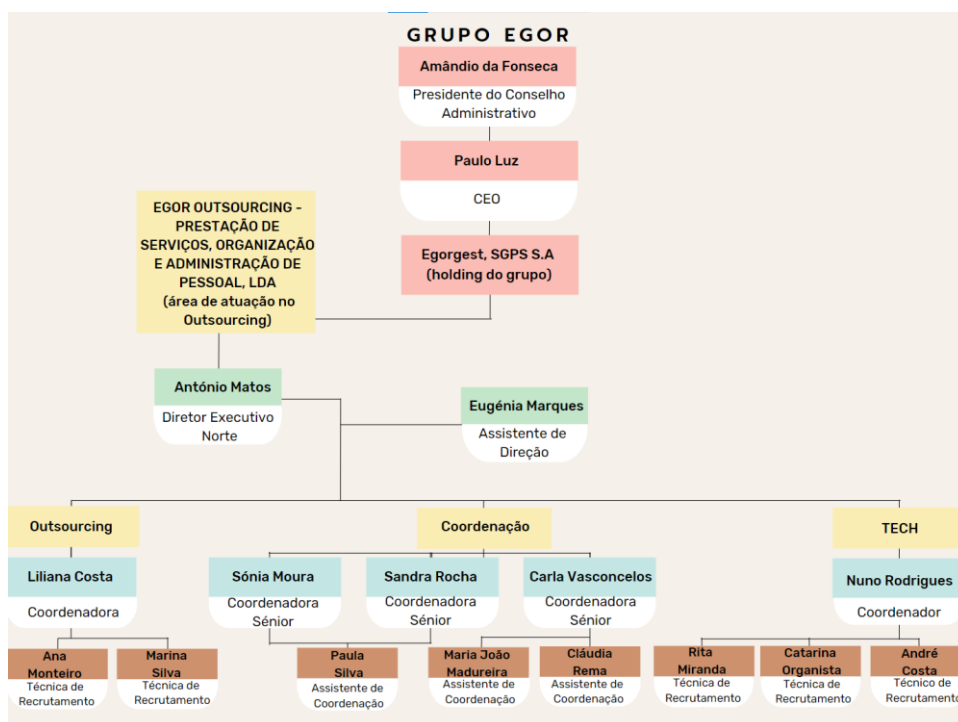 GRUPO EGOR
Amândio da Fonseca
Presidente do Conselho
Administrativo
Paulo Luz
CEO
EGOR OUTSOURCING -
PRESTAÇÃO DE
SERVIÇOS, ORGANIZAÇÃO
E ADMINISTRAÇÃO DE
PESSOAL, LDA
(área de atuação no
Outsourcing)
Egorgest, SGPS S.A
(holding do grupo)
António Matos
Diretor Executivo
Norte
Eugénia Marques
Assistente de
Direção
Outsourcing
Coordenação
TECH
Liliana Costa
Coordenadora
Sónia Moura
Coordenadora
Sénior
Sandra Rocha
Coordenadora
Sénior
Carla Vasconcelos
Coordenadora
Sénior
Nuno Rodrigues
Coordenador
Ana
Monteiro
Técnica de
Recrutamento
Marina
Silva
Técnica de
Recrutamento
Paula
Silva
Assistente de
Coordenação
Maria João
Madureira
Assistente de
Coordenação
Cláudia
Rema
Assistente de
Coordenação
Rita
Miranda
Técnica de
Recrutamento
Catarina
Organista
Técnica de
Recrutamento
André
Costa
Técnico de
Recrutamento